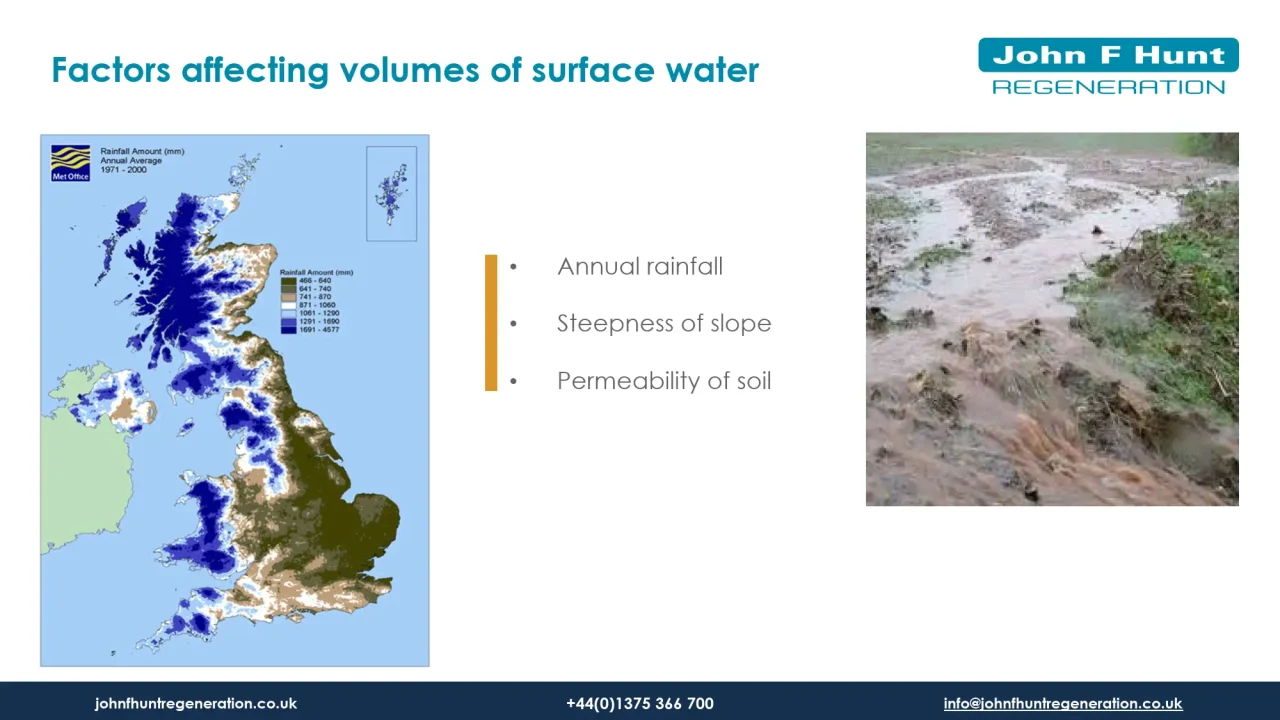 Factors affecting volumes of surface water
John F Hunt
REGENERATION
Met Office
Rainfall Amount (mm)
Annual Average
1971 - 2000
Rainfall Amount (mm)
466 - 640
641 - 740
741 - 870
871 - 1060
1061 - 1290
1291 - 1690
1691 - 4577
• Annual rainfall
• Steepness of slope
• Permeability of soil
johnfhuntregeneration.co.uk
+44(0)1375 366 700
info@johnfhuntregeneration.co.uk